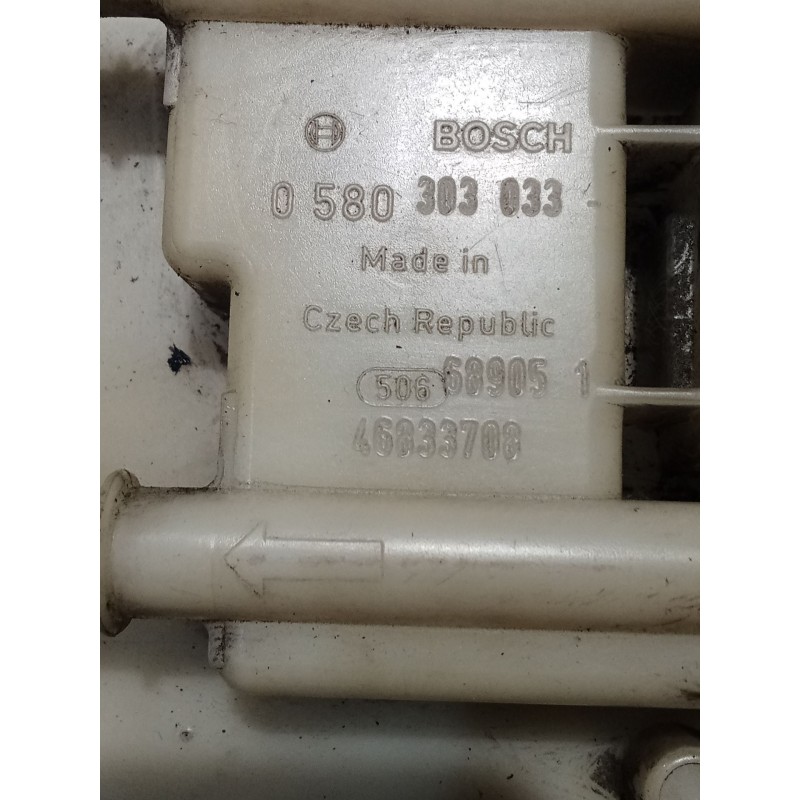 BOSCH
0 580 303 033
Made in
Czech Republic
506 68905 1
46833708